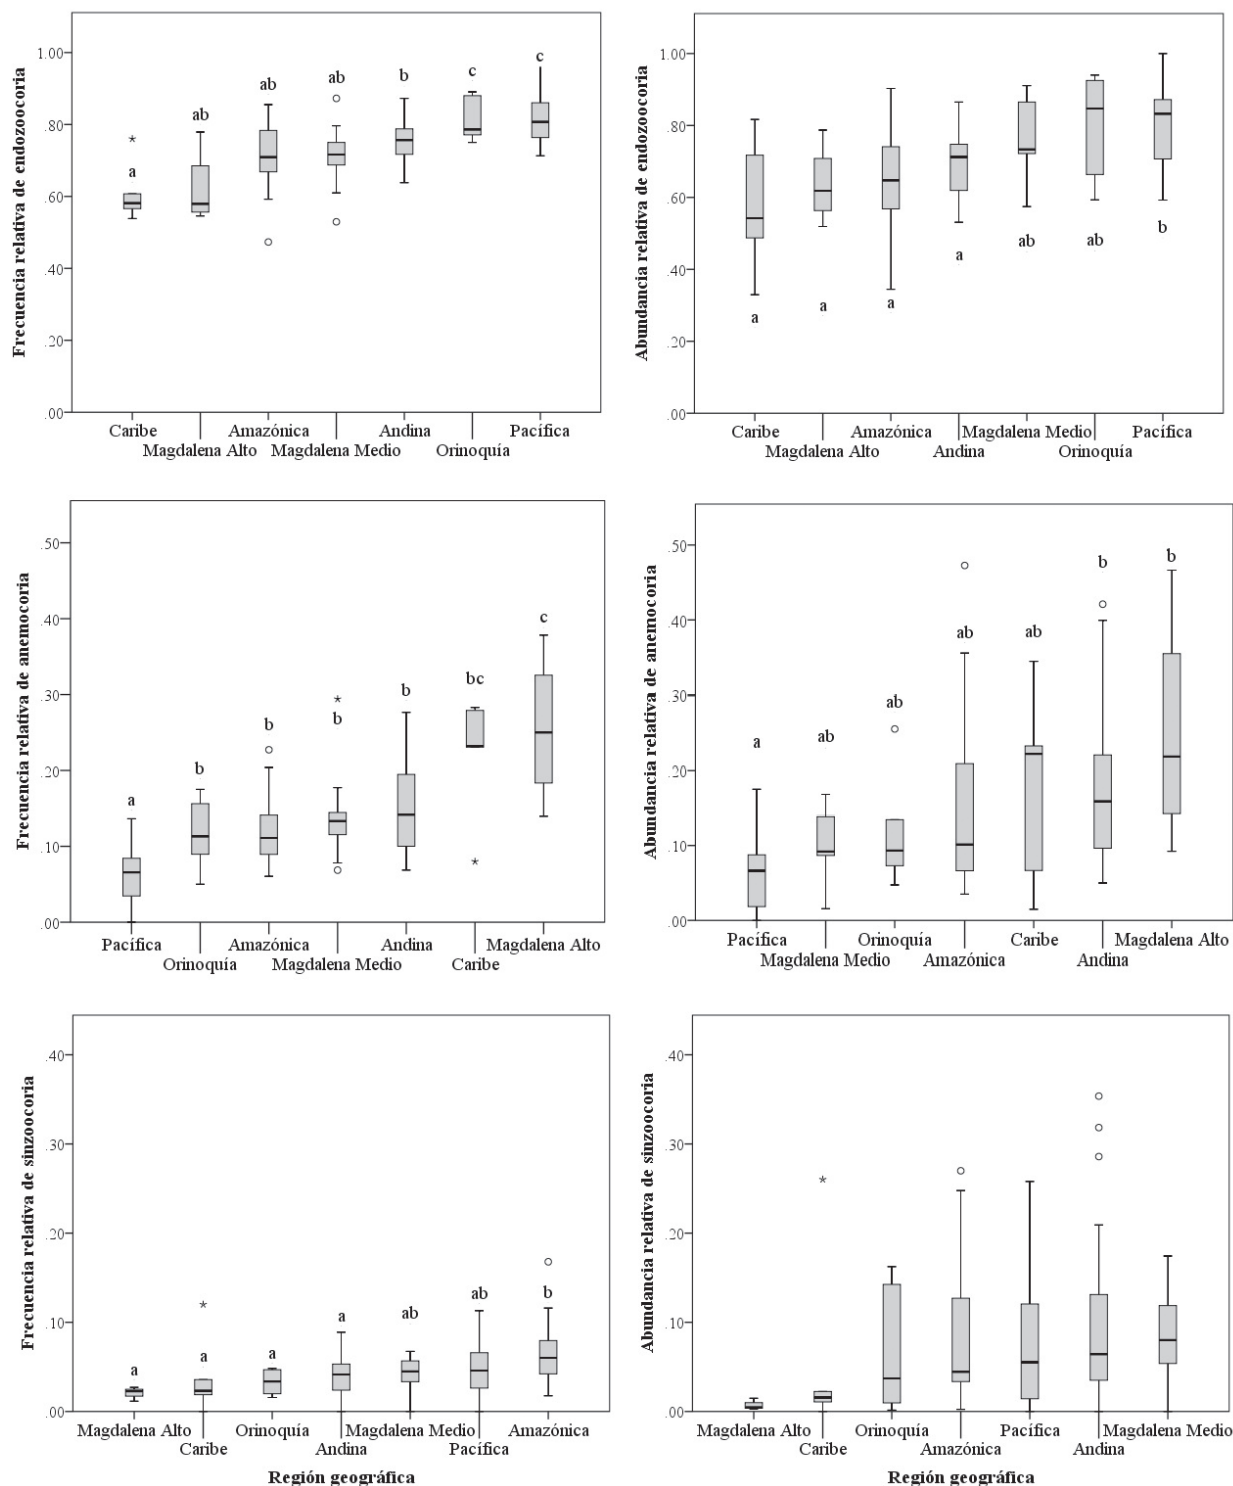 Frecuencia relativa de endozoocoria
1.00
.80
.60
.40
.20
.00
a
ab
ab
ab
b
c
c
Caribe
Magdalena Alto
Amazónica
Magdalena Medio
Andina
Orinoquía
Pacífica
Abundancia relativa de endozoocoria
1.00
.80
.60
.40
.20
.00
a
a
a
a
ab
ab
b
Caribe
Magdalena Alto
Amazónica
Andina
Magdalena Medio
Orinoquía
Pacífica
Frecuencia relativa de anemocoria
.50
.40
.30
.20
.10
.00
a
b
b
b
b
bc
c
Pacífica
Orinoquía
Amazónica
Magdalena Medio
Andina
Caribe
Magdalena Alto
Abundancia relativa de anemocoria
.50
.40
.30
.20
.10
.00
a
ab
ab
ab
ab
b
b
Pacífica
Magdalena Medio
Orinoquía
Amazónica
Caribe
Andina
Magdalena Alto
Frecuencia relativa de sinzoocoria
.40
.30
.20
.10
.00
a
a
a
a
ab
ab
b
Magdalena Alto
Caribe
Orinoquía
Andina
Magdalena Medio
Pacífica
Amazónica
Región geográfica
Abundancia relativa de sinzoocoria
.40
.30
.20
.10
.00
Magdalena Alto
Caribe
Orinoquía
Amazónica
Pacífica
Andina
Magdalena Medio
Región geográfica